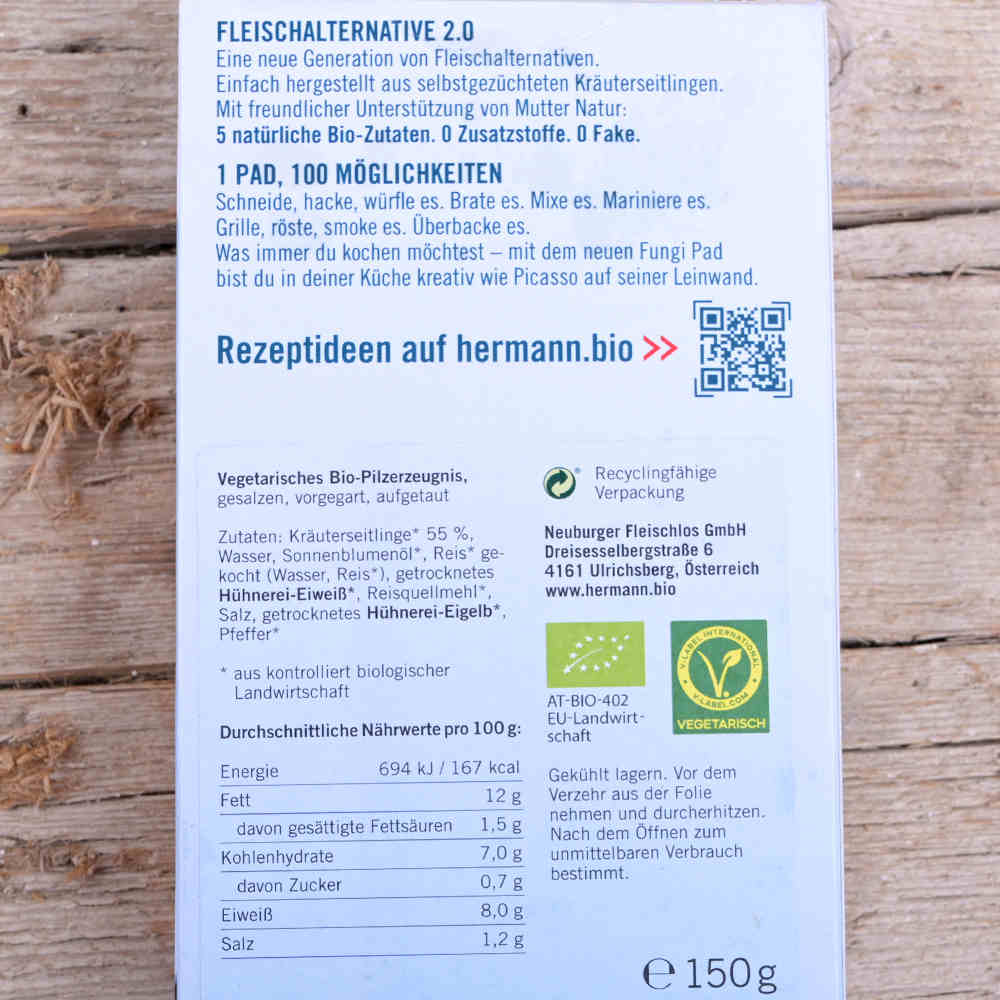 FLEISCHALTERNATIVE 2.0
Eine neue Generation von Fleischalternativen.
Einfach hergestellt aus selbstgezüchteten Kräuterseitlingen.
Mit freundlicher Unterstützung von Mutter Natur:
5 natürliche Bio-Zutaten. 0 Zusatzstoffe. 0 Fake.
1 PAD, 100 MÖGLICHKEITEN
Schneide, hacke, würfle es. Brate es. Mixe es. Mariniere es.
Grille, röste, smoke es. Überbacke es.
Was immer du kochen möchtest – mit dem neuen Fungi Pad
bist du in deiner Küche kreativ wie Picasso auf seiner Leinwand.
Rezeptideen auf hermann.bio >>
Vegetarisches Bio-Pilzerzeugnis,
gesalzen, vorgegart, aufgetaut
Zutaten: Kräuterseitlinge* 55 %,
Wasser, Sonnenblumenöl*, Reis* ge-
kocht (Wasser, Reis*), getrocknetes
Hühnerei-Eiweiß*, Reisquellmehl*,
Salz, getrocknetes Hühnerei-Eigelb*,
Pfeffer*
* aus kontrolliert biologischer
Landwirtschaft
Durchschnittliche Nährwerte pro 100 g:
Energie 694 kJ / 167 kcal
Fett 12 g
davon gesättigte Fettsäuren 1,5 g
Kohlenhydrate 7,0 g
davon Zucker 0,7 g
Eiweiß 8,0 g
Salz 1,2 g
Recyclingfähige
Verpackung
Neuburger Fleischlos GmbH
Dreisesselbergstraße 6
4161 Ulrichsberg, Österreich
www.hermann.bio
AT-BIO-402
EU-Landwirt-
schaft
V-LABEL INTERNATIONAL
V-LABEL.COM
VEGETARISCH
Gekühlt lagern. Vor dem
Verzehr aus der Folie
nehmen und durcherhitzen.
Nach dem Öffnen zum
unmittelbaren Verbrauch
bestimmt.
℮ 150 g